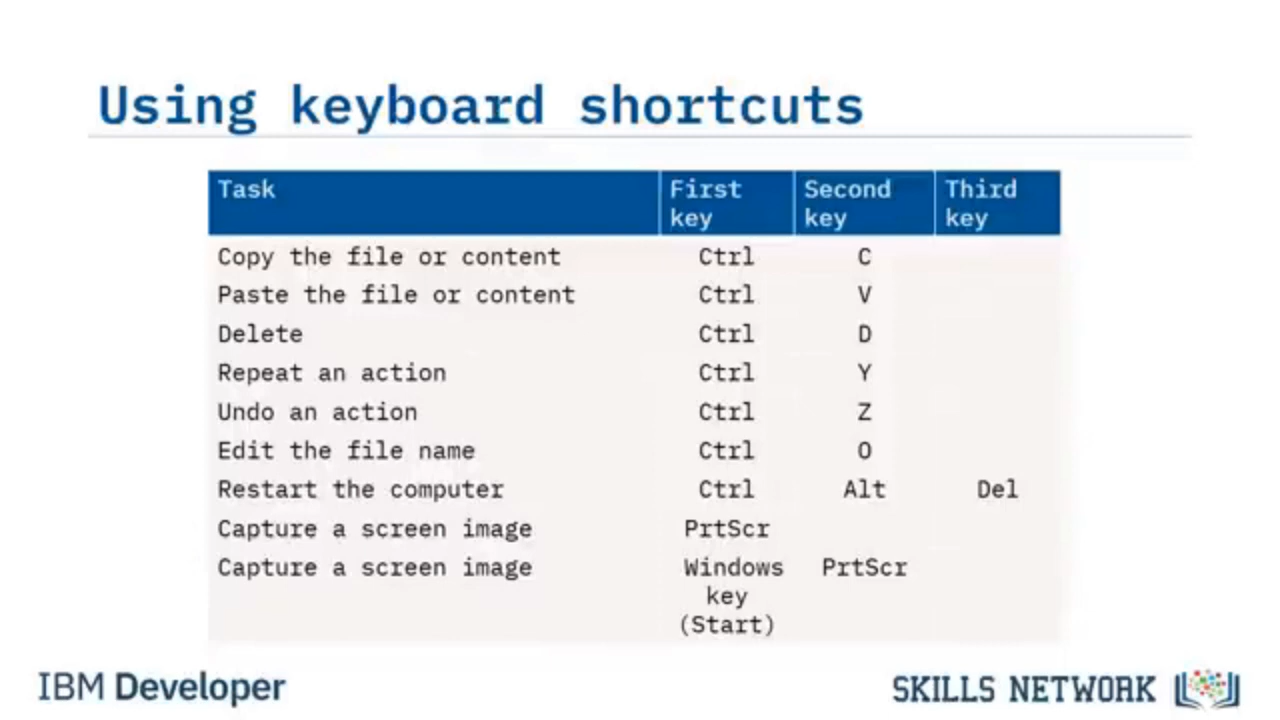 Using keyboard shortcuts
Task First key Second key Third key
Copy the file or content Ctrl C
Paste the file or content Ctrl V
Delete Ctrl D
Repeat an action Ctrl Y
Undo an action Ctrl Z
Edit the file name Ctrl O
Restart the computer Ctrl Alt Del
Capture a screen image PrtScr
Capture a screen image Windows key (Start) PrtScr
IBM Developer
SKILLS NETWORK